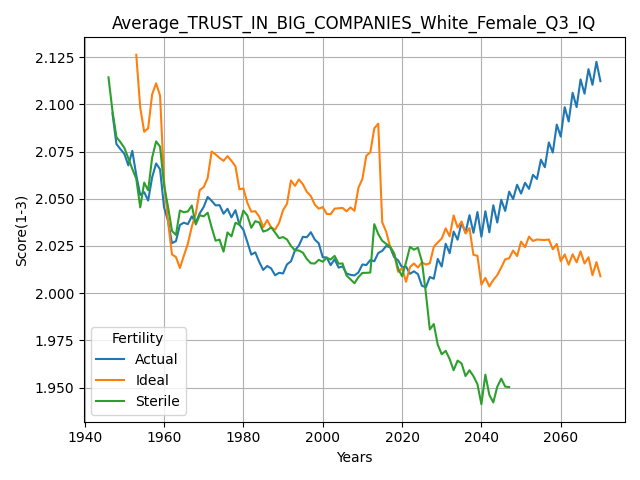 Average_TRUST_IN_BIG_COMPANIES_White_Female_Q3_IQ
Score(1-3)
2.125
2.100
2.075
2.050
2.025
2.000
1.975
1.950
Fertility
Actual
Ideal
Sterile
1940
1960
1980
2000
2020
2040
2060
Years